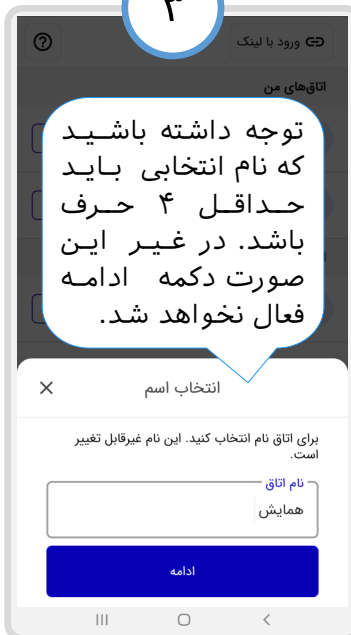 ۳
ورود با لینک
اتاق‌های من
توجه داشته باشید
که نام انتخابی باید
حداقل ۴ حرف
باشد. در غیر این
صورت دکمه ادامه
فعال نخواهد شد.
انتخاب اسم
برای اتاق نام انتخاب کنید. این نام غیرقابل تغییر
است.
نام اتاق
همایش
ادامه